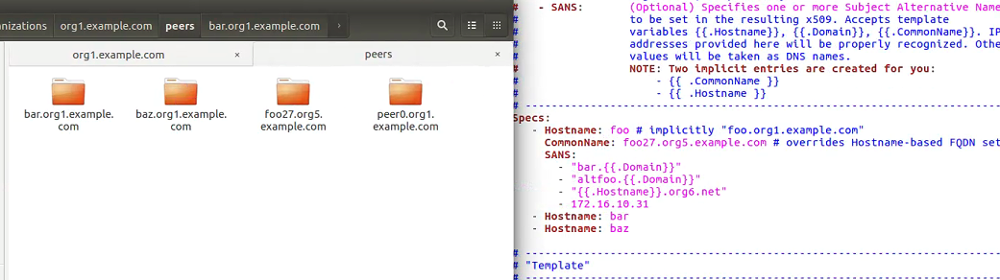 nizations
org1.example.com
peers
bar.org1.example.com
org1.example.com
×
peers
×
bar.org1.example.
com
baz.org1.example.
com
foo27.org5.
example.com
peer0.org1.
example.com
#   - SANS:     (Optional) Specifies one or more Subject Alternative Name
#               to be set in the resulting x509. Accepts template
#               variables {{.Hostname}}, {{.Domain}}, {{.CommonName}}. IP
#               addresses provided here will be properly recognized. Othe
#               values will be taken as DNS names.
#               NOTE: Two implicit entries are created for you:
#                   - {{ .CommonName }}
#                   - {{ .Hostname }}
# ---------------------------------------------------------------------------
Specs:
  - Hostname: foo # implicitly "foo.org1.example.com"
    CommonName: foo27.org5.example.com # overrides Hostname-based FQDN set
    SANS:
      - "bar.{{.Domain}}"
      - "altfoo.{{.Domain}}"
      - "{{.Hostname}}.org6.net"
      - 172.16.10.31
  - Hostname: bar
  - Hostname: baz
# ---------------------------------------------------------------------------
# "Template"
# ---------------------------------------------------------------------------